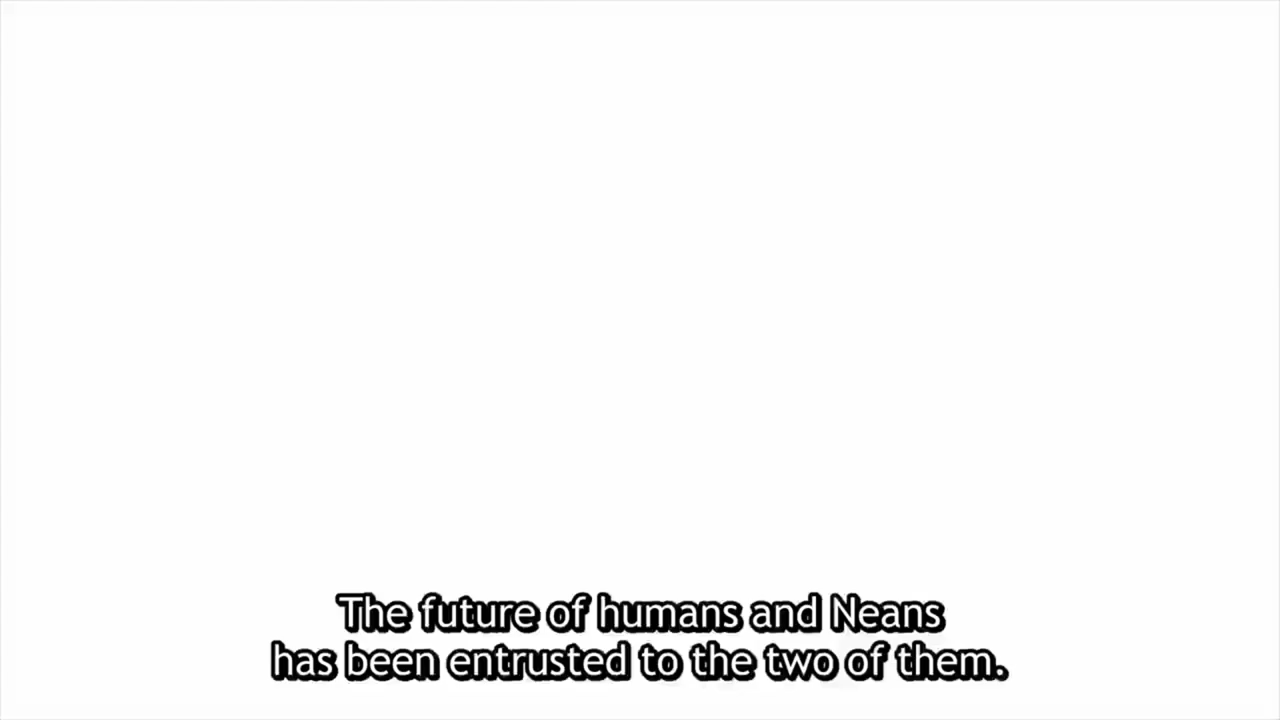 The future of humans and Neans
has been entrusted to the two of them.